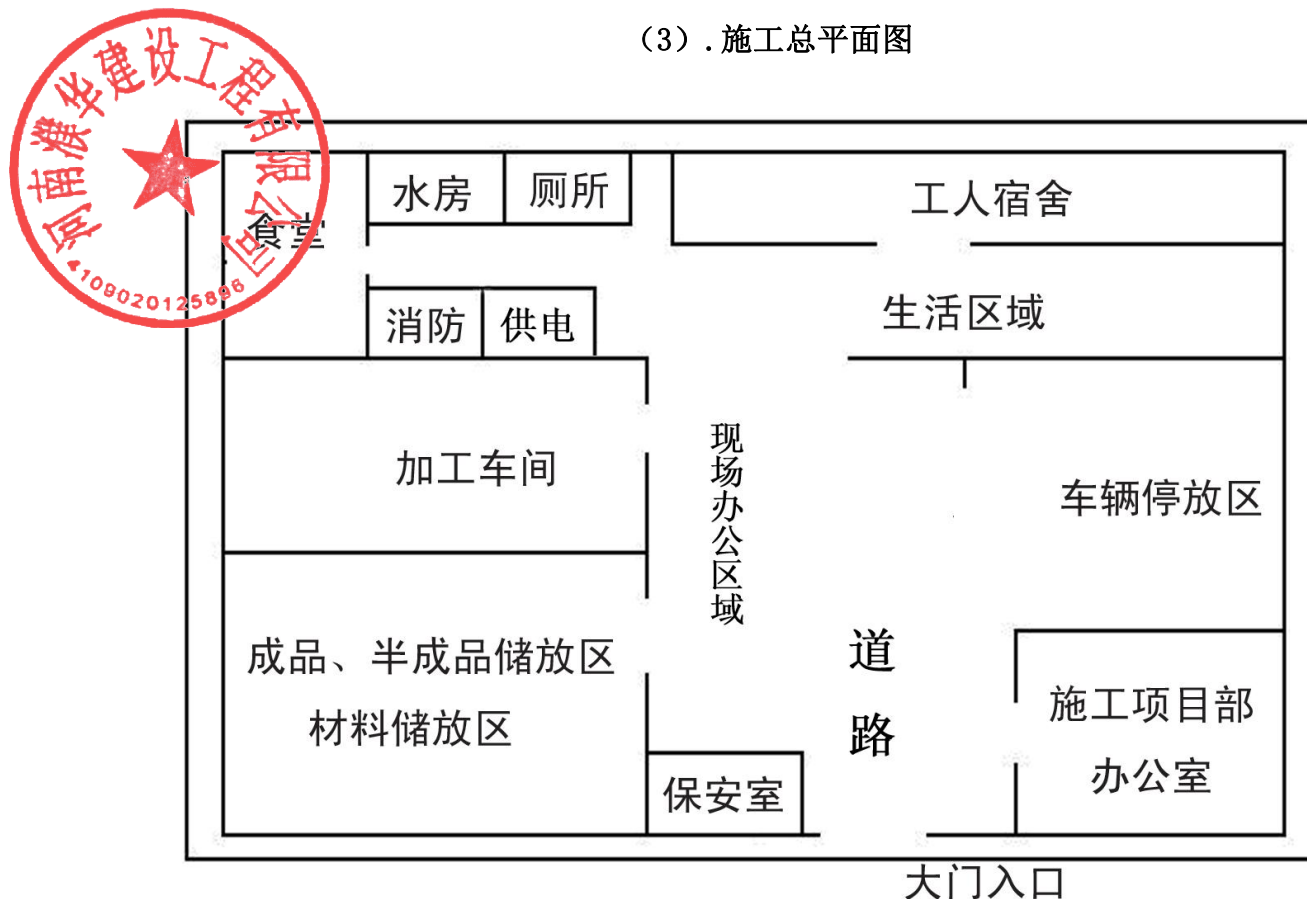 （3）.施工总平面图
河南濮华建设工程有限公司
4109020125896
食堂
水房
厕所
工人宿舍
消防
供电
生活区域
加工车间
现场办公区域
车辆停放区
成品、半成品储放区
材料储放区
道路
施工项目部
办公室
保安室
大门入口